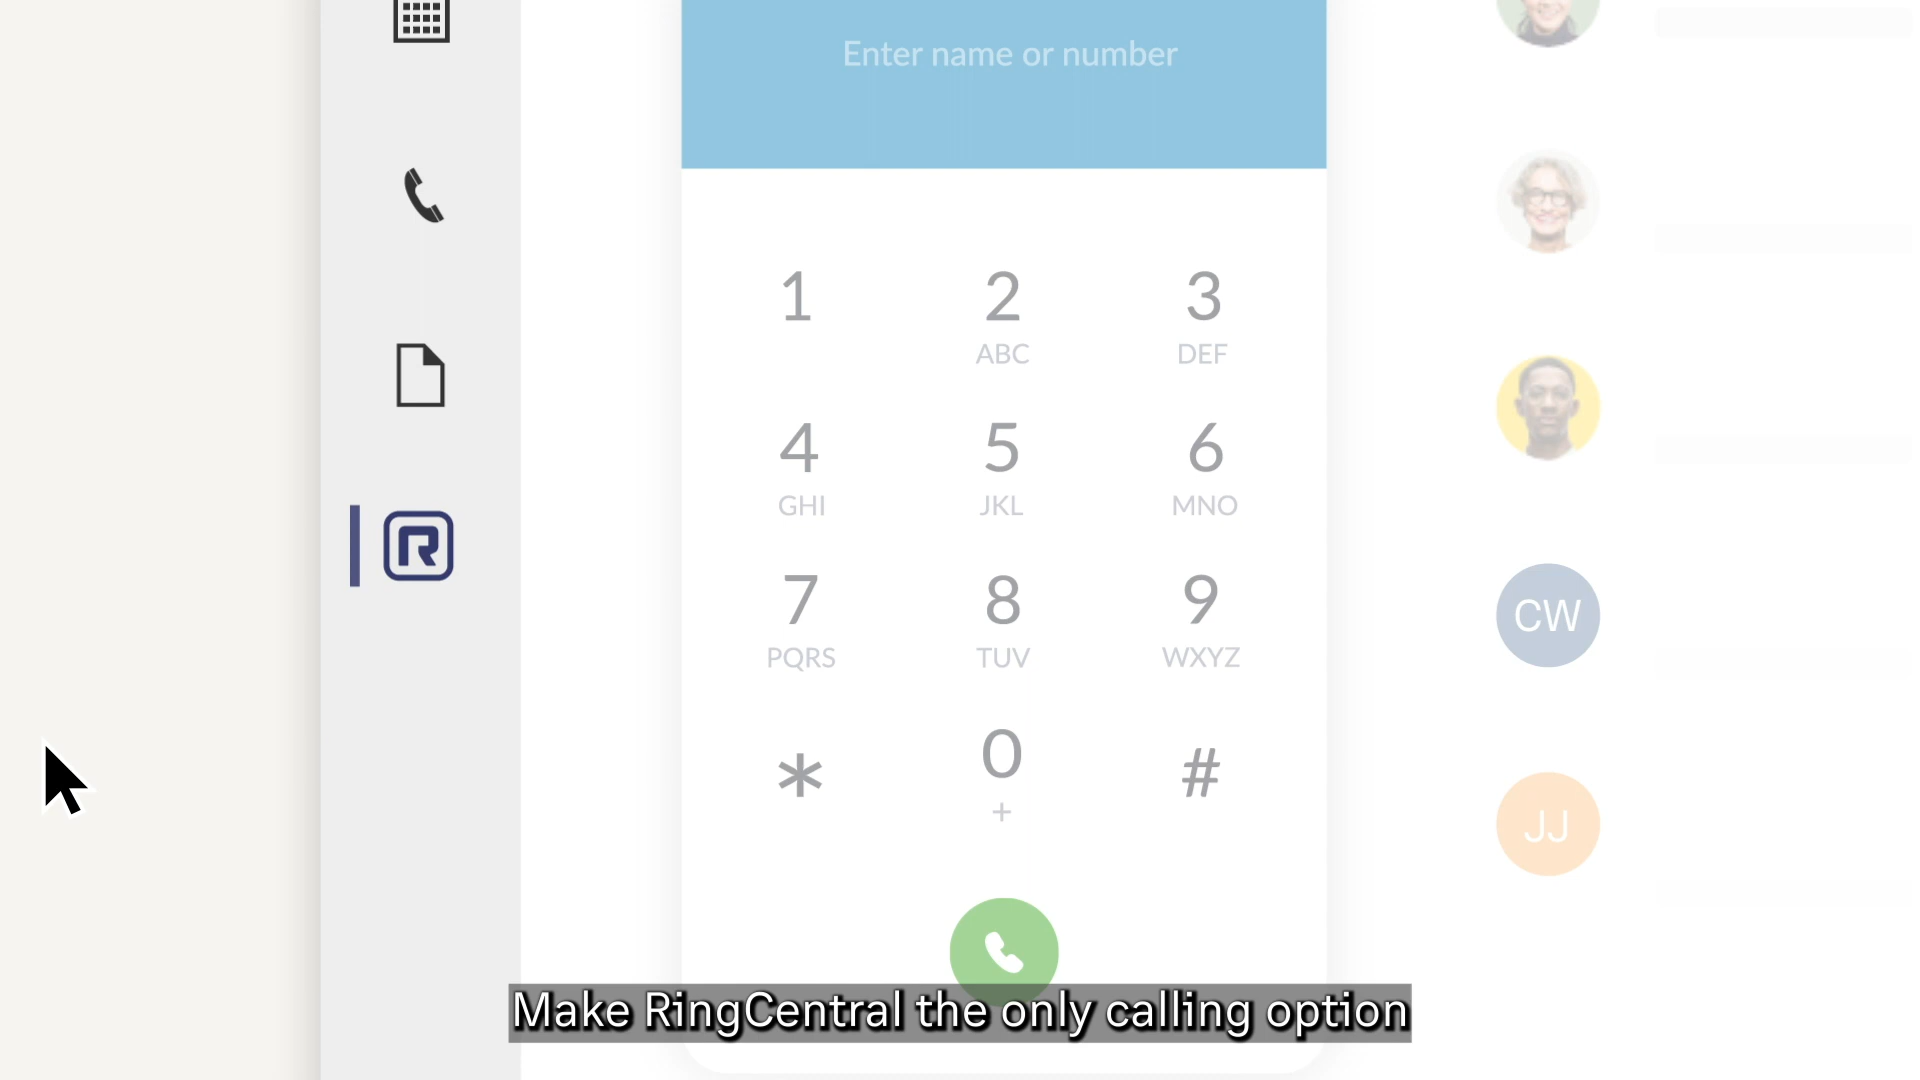 Enter name or number
1 2 3
ABC DEF
4 5 6
GHI JKL MNO
7 8 9
PQRS TUV WXYZ
* 0 #
+
R
CW
JJ
Make RingCentral the only calling option